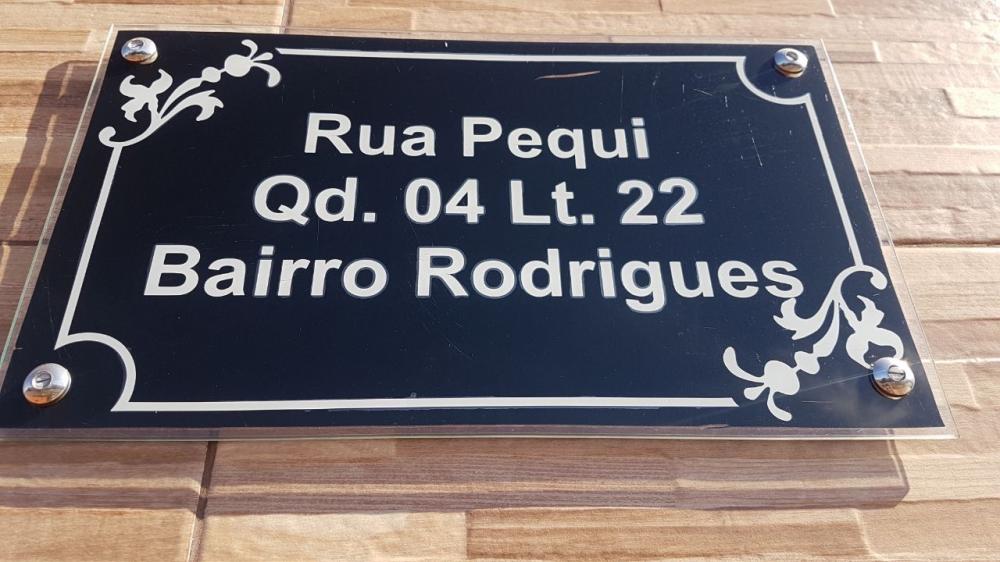 Rua Pequi
Qd. 04 Lt. 22
Bairro Rodrigues